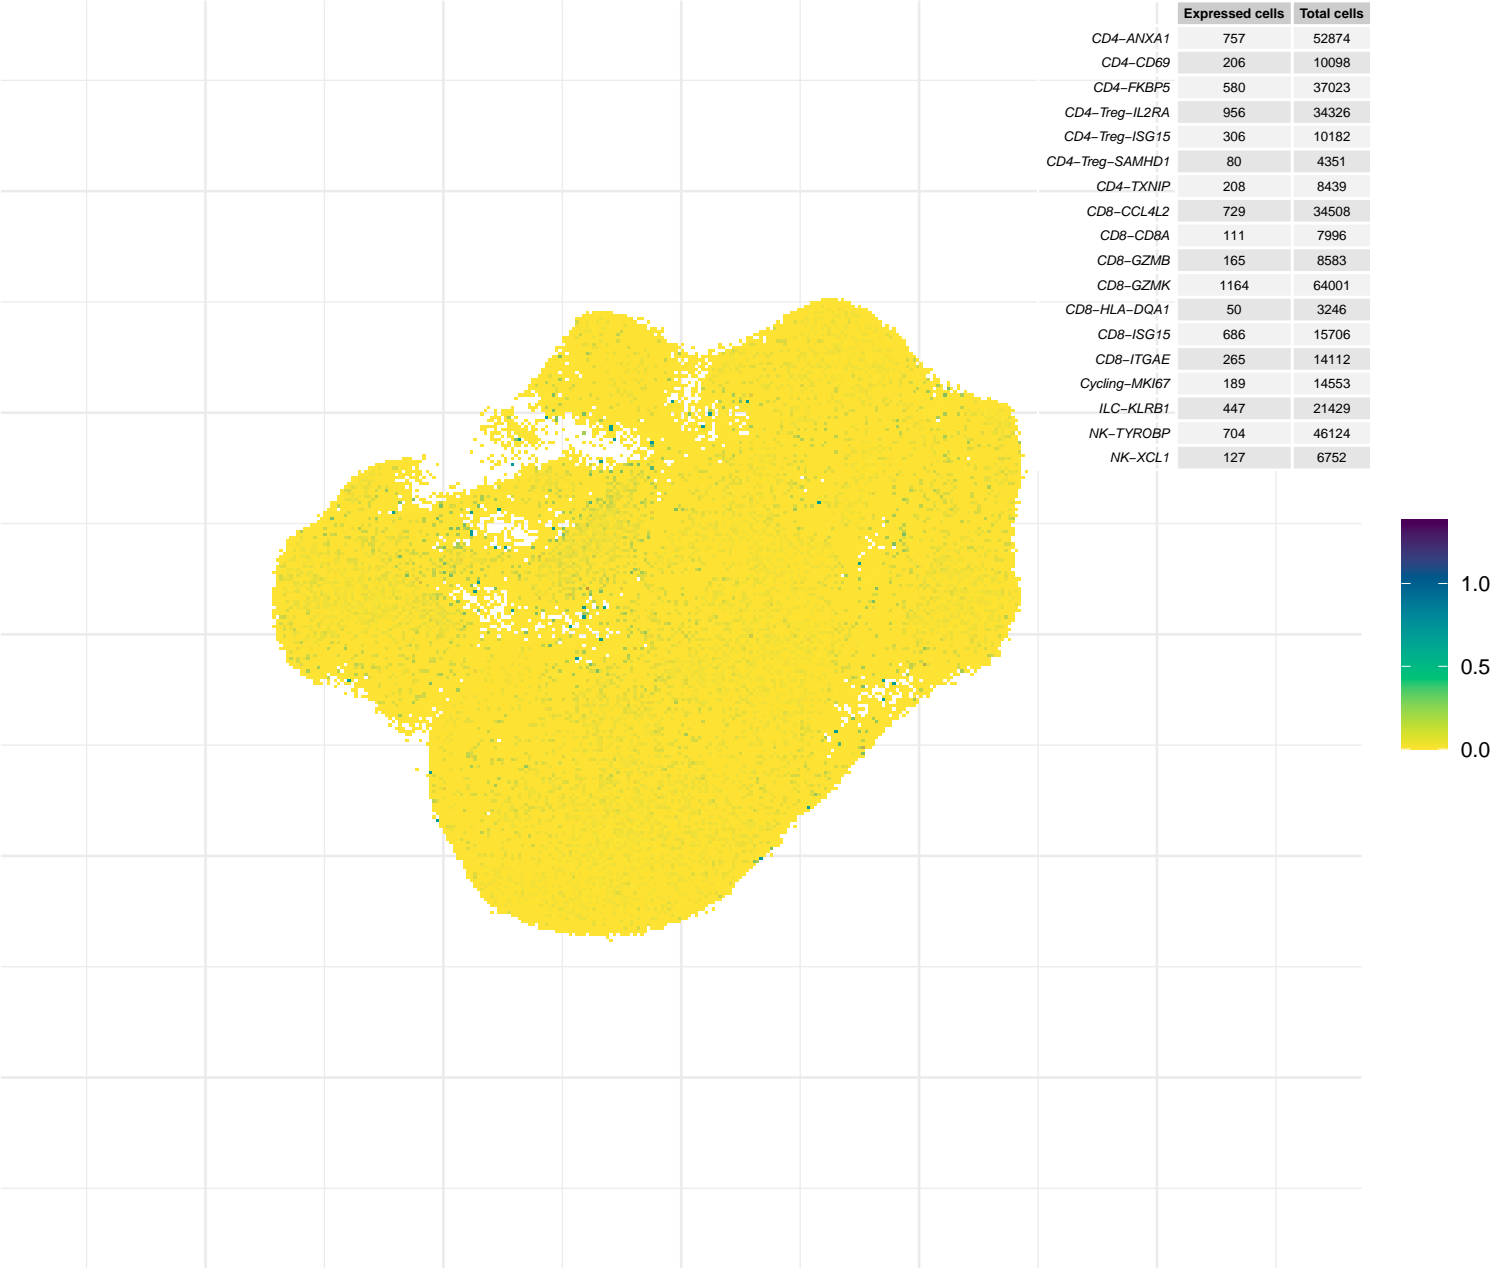 Expressed cells Total cells
CD4−ANXA1 757 52874
CD4−CD69 206 10098
CD4−FKBP5 580 37023
CD4−Treg−IL2RA 956 34326
CD4−Treg−ISG15 306 10182
CD4−Treg−SAMHD1 80 4351
CD4−TXNIP 208 8439
CD8−CCL4L2 729 34508
CD8−CD8A 111 7996
CD8−GZMB 165 8583
CD8−GZMK 1164 64001
CD8−HLA−DQA1 50 3246
CD8−ISG15 686 15706
CD8−ITGAE 265 14112
Cycling−MKI67 189 14553
ILC−KLRB1 447 21429
NK−TYROBP 704 46124
NK−XCL1 127 6752
1.0
0.5
0.0